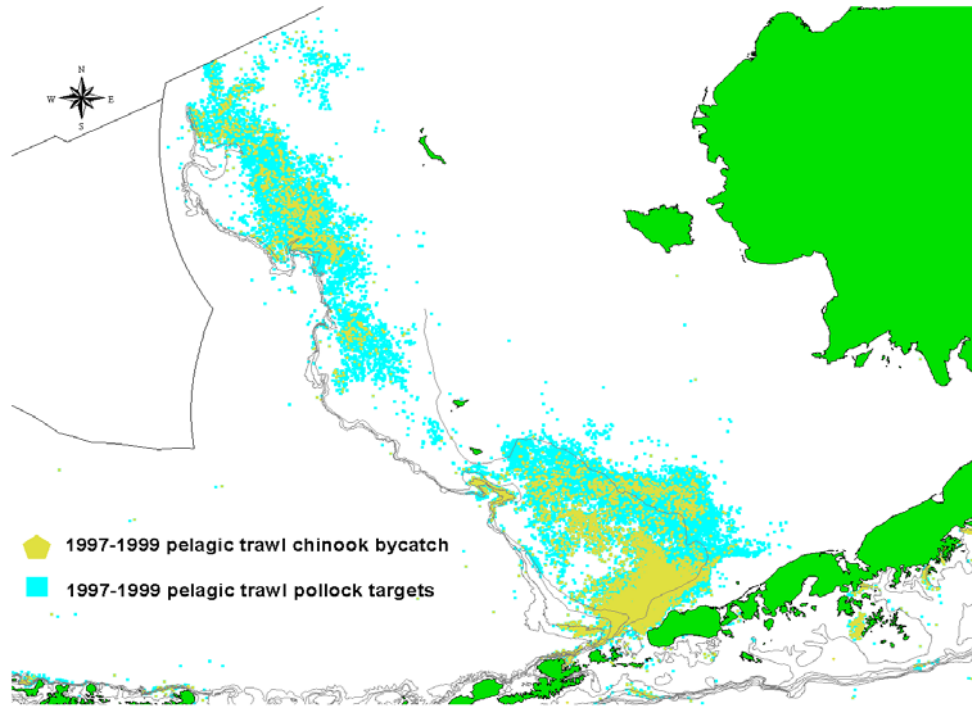 N
W E
S
1997-1999 pelagic trawl chinook bycatch
1997-1999 pelagic trawl pollock targets